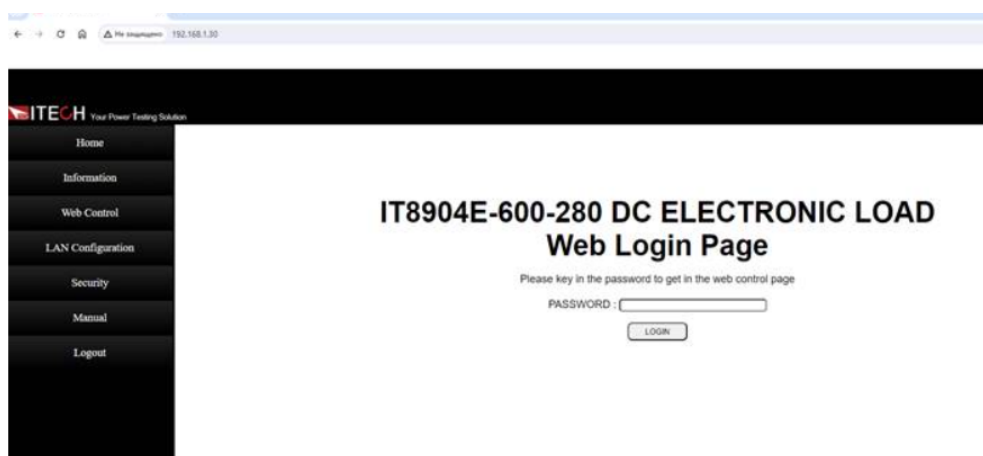 Не защищено 192.168.1.30
ITECH Your Power Testing Solution
Home
Information
Web Control
LAN Configuration
Security
Manual
Logout
IT8904E-600-280 DC ELECTRONIC LOAD
Web Login Page
Please key in the password to get in the web control page
PASSWORD :
LOGIN